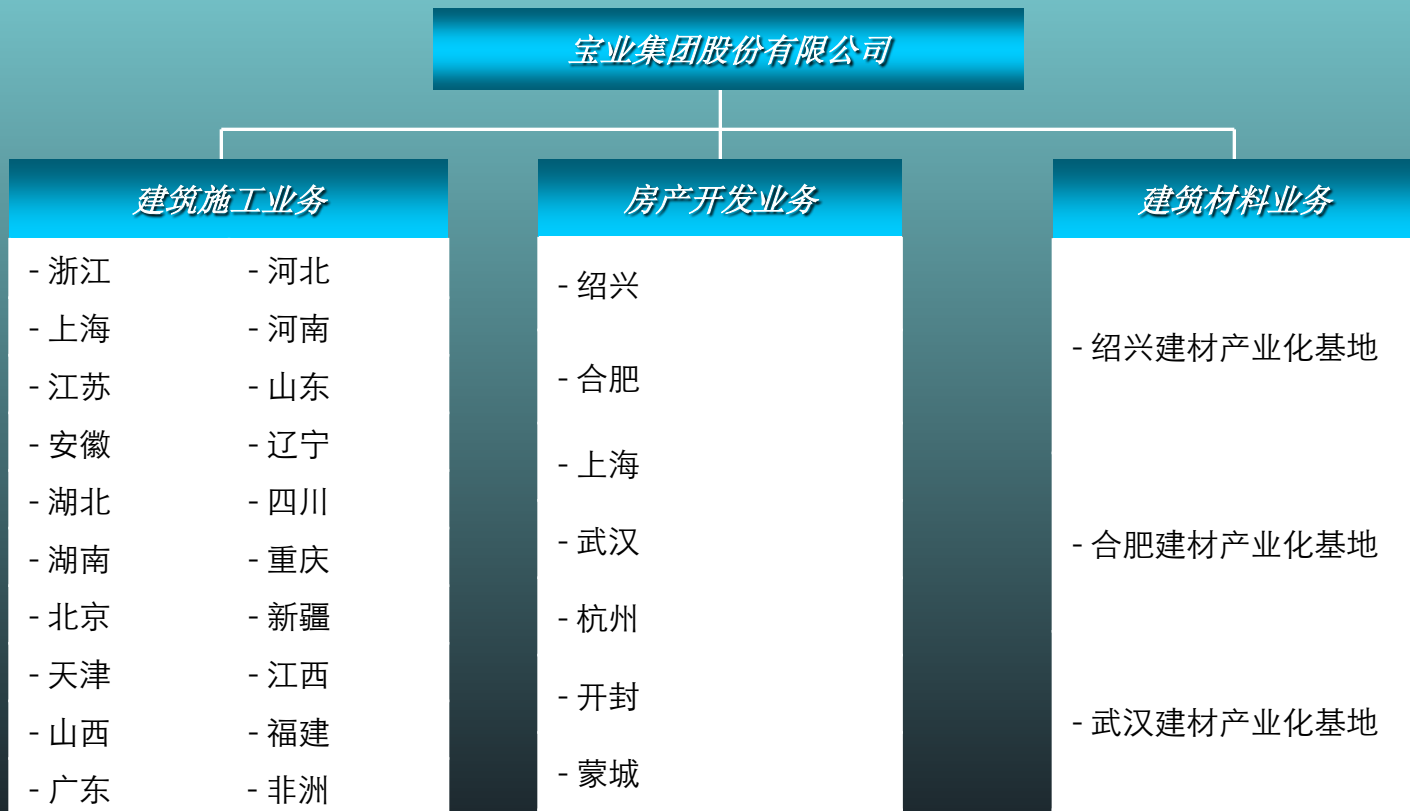 宝业集团股份有限公司
建筑施工业务
- 浙江
- 河北
- 上海
- 河南
- 江苏
- 山东
- 安徽
- 辽宁
- 湖北
- 四川
- 湖南
- 重庆
- 北京
- 新疆
- 天津
- 江西
- 山西
- 福建
- 广东
- 非洲
房产开发业务
- 绍兴
- 合肥
- 上海
- 武汉
- 杭州
- 开封
- 蒙城
建筑材料业务
- 绍兴建材产业化基地
- 合肥建材产业化基地
- 武汉建材产业化基地